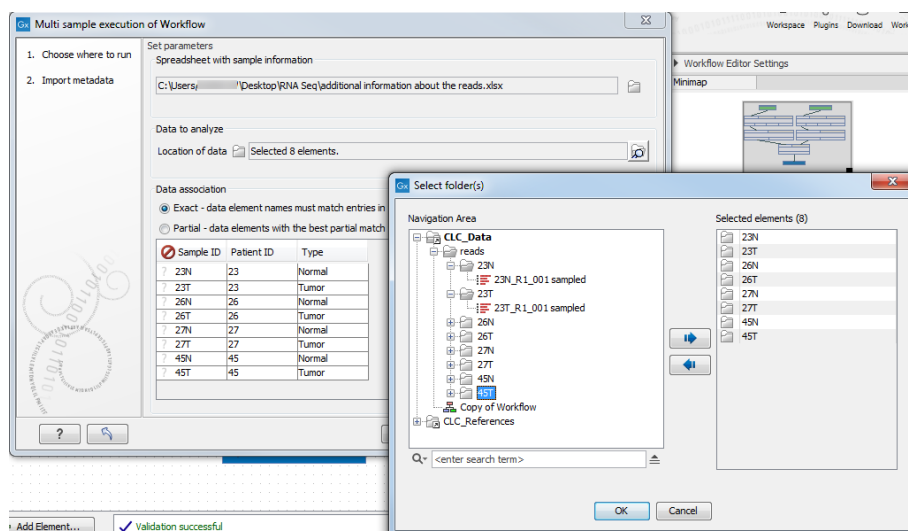 Gx Multi sample execution of Workflow
1. Choose where to run
2. Import metadata
Set parameters
Spreadsheet with sample information
C:\Users, '\Desktop\RNA Seq\additional information about the reads.xlsx
Data to analyze
Location of data Selected 8 elements.
Data association
Exact - data element names must match entries in
Partial - data elements with the best partial match
Sample ID Patient ID Type
? 23N 23 Normal
? 23T 23 Tumor
? 26N 26 Normal
? 26T 26 Tumor
? 27N 27 Normal
? 27T 27 Tumor
? 45N 45 Normal
? 45T 45 Tumor
?
Workspace Plugins Download
Workflow Editor Settings
Minimap
Gx Select folder(s)
Navigation Area
CLC_Data
reads
23N
23N_R1_001 sampled
23T
23T_R1_001 sampled
26N
26T
27N
27T
45N
45T
Copy of Workflow
CLC_References
<enter search term>
Selected elements (8)
23N
23T
26N
26T
27N
27T
45N
45T
OK Cancel
Add Element...
Validation successful